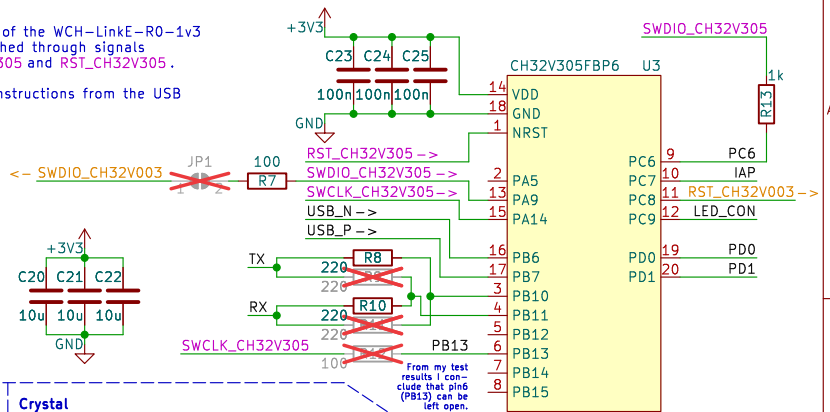 of the WCH-LinkE-R0-1v3
hed through signals
305 and RST_CH32V305.
nstructions from the USB
+3V3
C23 C24 C25
100n 100n 100n
GND
SWDIO_CH32V305
1k
R13
CH32V305FBP6 U3
14 VDD
18 GND
1 NRST
2 PA5
13 PA9
15 PA14
16 PB6
17 PB7
3 PB10
4 PB11
5 PB12
6 PB13
7 PB14
8 PB15
PC6 9 PC6
PC7 10 IAP
PC8 11 RST_CH32V003 ->
PC9 12 LED_CON
PD0 19 PD0
PD1 20 PD1
RST_CH32V305 ->
<- SWDIO_CH32V003
JP1
1 2
100
R7
SWDIO_CH32V305->
SWCLK_CH32V305->
USB_N ->
USB_P ->
TX
R8
220
220
RX
R10
220
220
SWCLK_CH32V305
100
PB13
From my test
results I con-
clude that pin6
(PB13) can be
left open.
+3V3
C20 C21 C22
10u 10u 10u
GND
Crystal
A